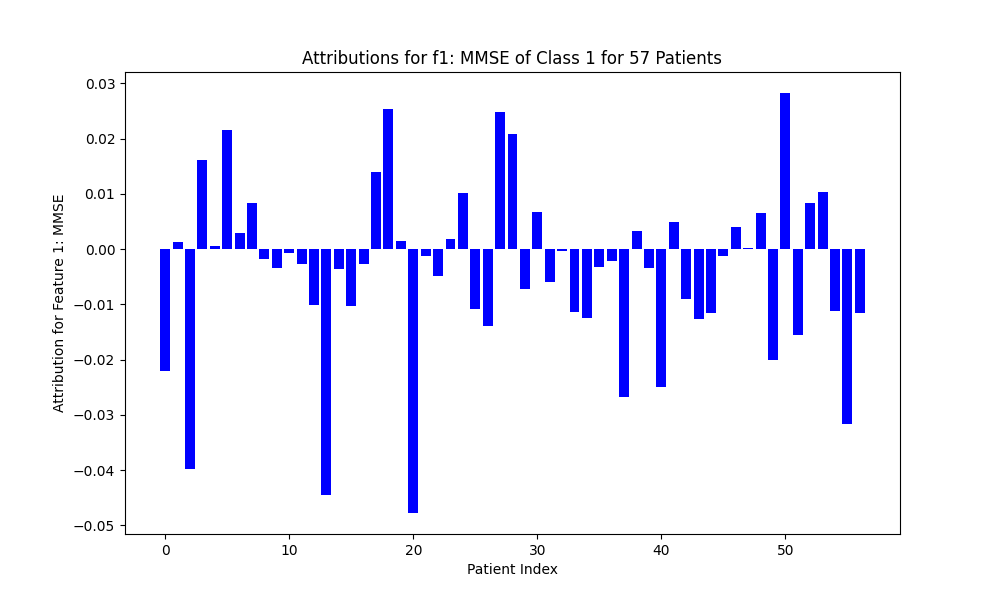 Attributions for f1: MMSE of Class 1 for 57 Patients
Attribution for Feature 1: MMSE
0.03
0.02
0.01
0.00
−0.01
−0.02
−0.03
−0.04
−0.05
0 10 20 30 40 50
Patient Index